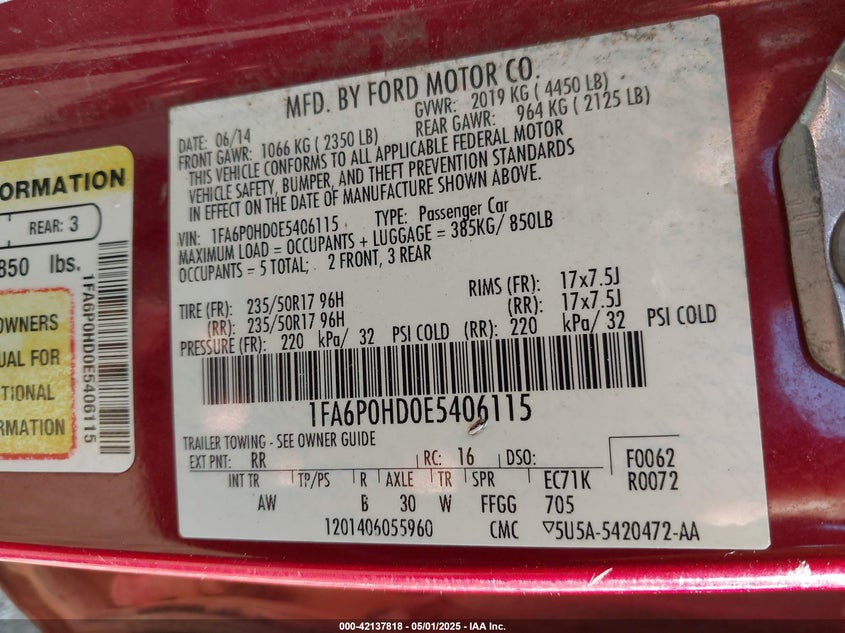 MFD. BY FORD MOTOR CO.
DATE: 06/14 GVWR: 2019 KG ( 4450 LB)
FRONT GAWR: 1066 KG ( 2350 LB) REAR GAWR: 964 KG ( 2125 LB)
THIS VEHICLE CONFORMS TO ALL APPLICABLE FEDERAL MOTOR
VEHICLE SAFETY, BUMPER, AND THEFT PREVENTION STANDARDS
IN EFFECT ON THE DATE OF MANUFACTURE SHOWN ABOVE.
VIN: 1FA6P0HD0E5406115 TYPE: Passenger Car
MAXIMUM LOAD = OCCUPANTS + LUGGAGE = 385KG/ 850LB
OCCUPANTS = 5 TOTAL; 2 FRONT, 3 REAR
TIRE (FR): 235/50R17 96H RIMS (FR): 17x7.5J
(RR): 235/50R17 96H (RR): 17x7.5J
PRESSURE (FR): 220 kPa/ 32 PSI COLD (RR): 220 kPa/ 32 PSI COLD
1FA6P0HD0E5406115
TRAILER TOWING - SEE OWNER GUIDE
EXT PNT: RR RC: 16 DSO: F0062
INT TR TP/PS R AXLE TR SPR EC71K R0072
AW B 30 W FFGG 705
1201406055960 CMC ▽5U5A-5420472-AA
ORMATION
REAR: 3
850 lbs.
1FA6P0HD0E5406115
OWNERS
UAL FOR
TIONAL
RMATION
000-42137818 - 05/01/2025 - IAA Inc.